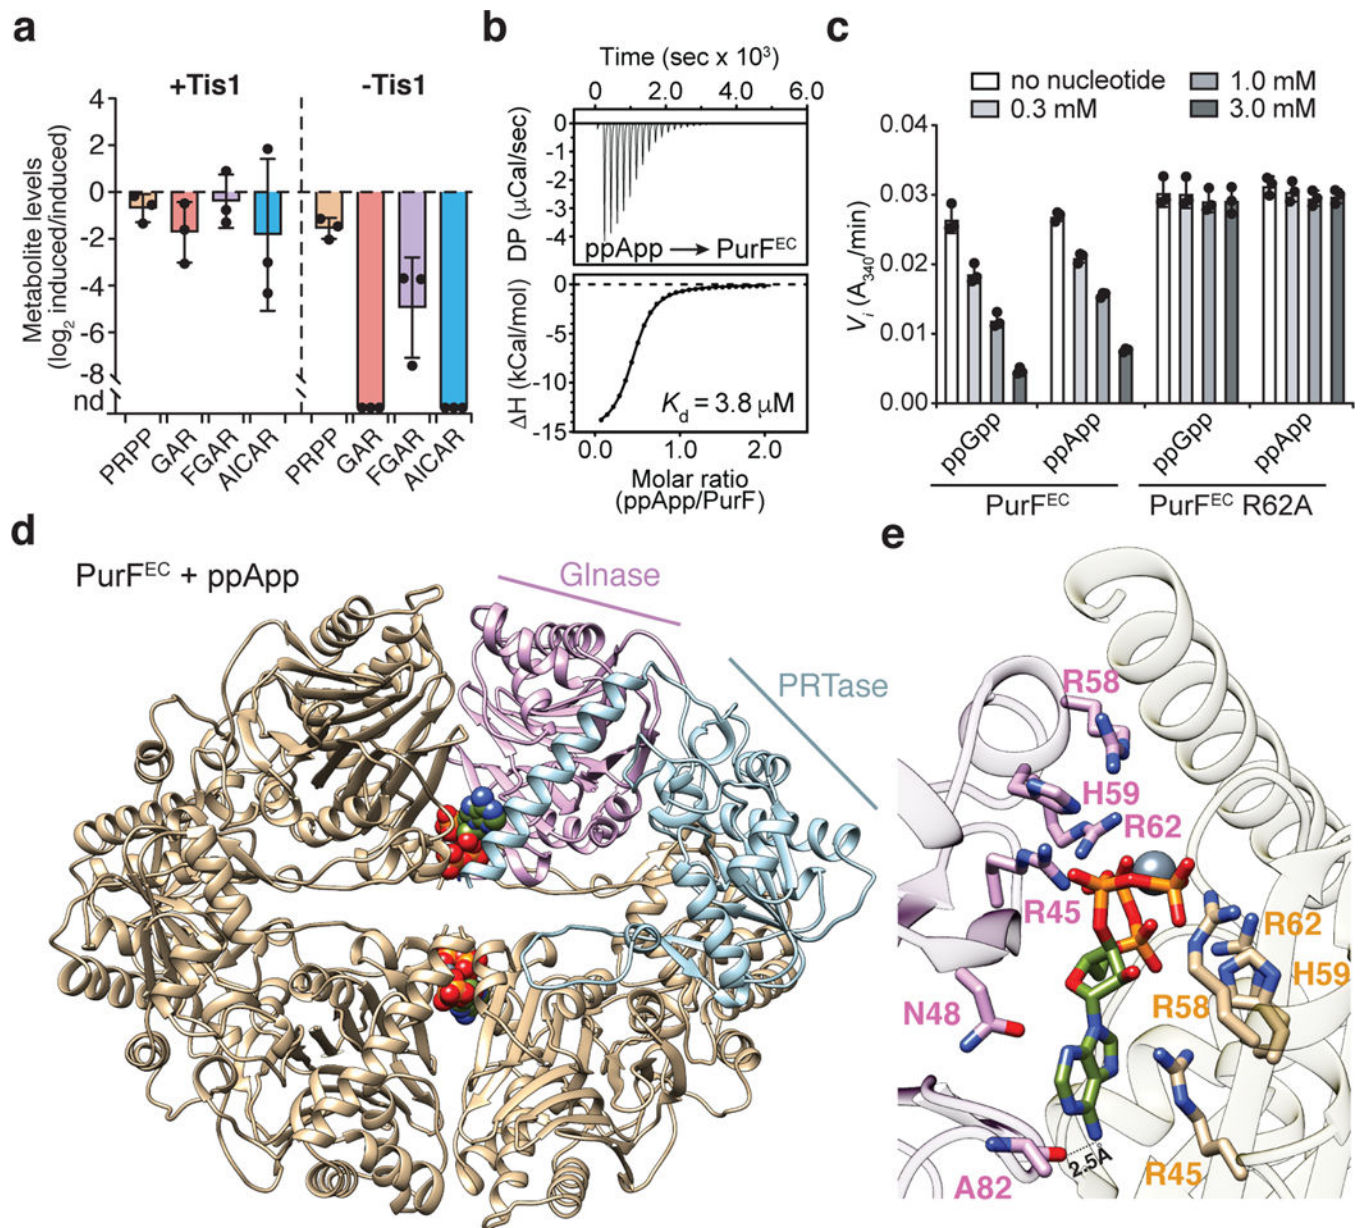 a
+Tis1
-Tis1
Metabolite levels
(log2 induced/induced)
4
2
0
-2
-4
-6
-8
nd
PRPP
GAR
FGAR
AICAR
PRPP
GAR
FGAR
AICAR
b
Time (sec x 10³)
0
2.0
4.0
6.0
DP (µCal/sec)
0
-1
-2
-3
-4
ppApp → PurF^EC
ΔH (kCal/mol)
0
-5
-10
-15
Kd = 3.8 µM
0.0
1.0
2.0
Molar ratio
(ppApp/PurF)
c
no nucleotide
0.3 mM
1.0 mM
3.0 mM
Vi (A340/min)
0.04
0.03
0.02
0.01
0.00
ppGpp
ppApp
ppGpp
ppApp
PurF^EC
PurF^EC R62A
d
PurF^EC + ppApp
Glnase
PRTase
e
R58
H59
R62
R45
R62
H59
R58
N48
R45
A82
2.5Å